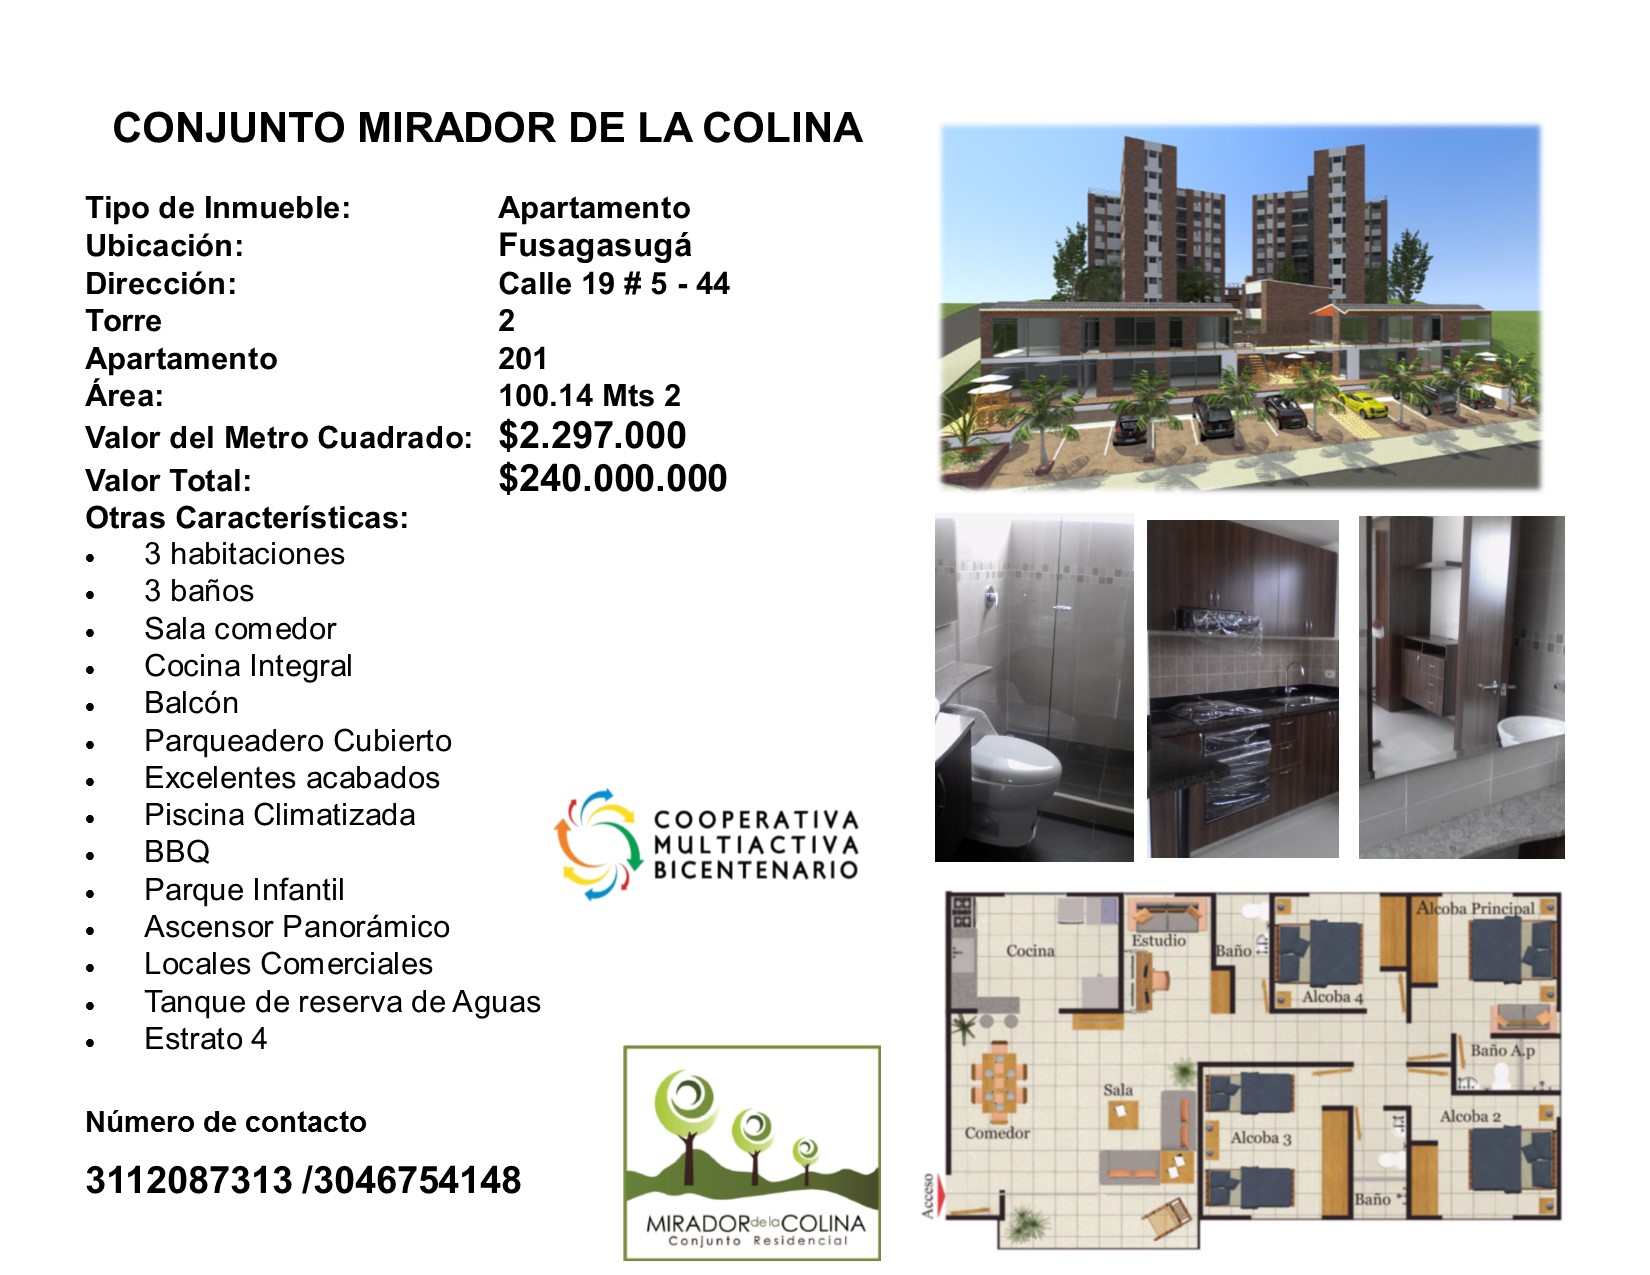 CONJUNTO MIRADOR DE LA COLINA
Tipo de Inmueble: Apartamento
Ubicación: Fusagasugá
Dirección: Calle 19 # 5 - 44
Torre 2
Apartamento 201
Área: 100.14 Mts 2
Valor del Metro Cuadrado: $2.297.000
Valor Total: $240.000.000
Otras Características:
• 3 habitaciones
• 3 baños
• Sala comedor
• Cocina Integral
• Balcón
• Parqueadero Cubierto
• Excelentes acabados
• Piscina Climatizada
• BBQ
• Parque Infantil
• Ascensor Panorámico
• Locales Comerciales
• Tanque de reserva de Aguas
• Estrato 4
Número de contacto
3112087313 /3046754148
COOPERATIVA
MULTIACTIVA
BICENTENARIO
MIRADOR de la COLINA
Conjunto Residencial
Alcoba Principal
Estudio
Cocina
Baño
Alcoba 4
Baño A.p
Sala
Alcoba 2
Comedor
Alcoba 3
Acceso
Baño